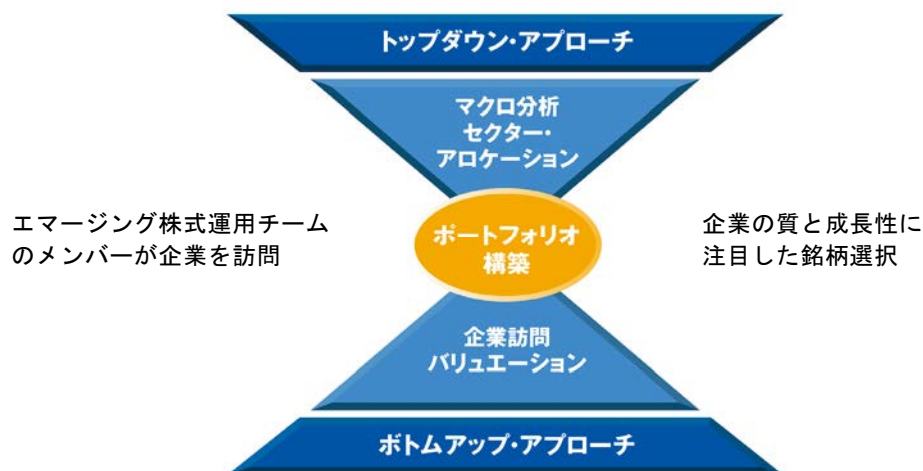 トップダウン・アプローチ
マクロ分析
セクター・
アロケーション
エマージング株式運用チーム
のメンバーが企業を訪問
ポートフォリオ
構築
企業の質と成長性に
注目した銘柄選択
企業訪問
バリュエーション
ボトムアップ・アプローチ